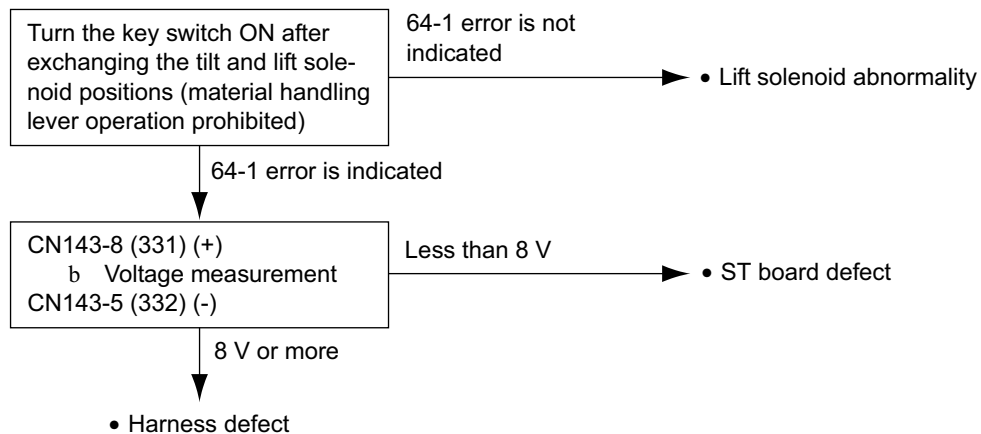 Turn the key switch ON after
exchanging the tilt and lift sole-
noid positions (material handling
lever operation prohibited)
64-1 error is not
indicated
• Lift solenoid abnormality
64-1 error is indicated
CN143-8 (331) (+)
b Voltage measurement
CN143-5 (332) (-)
Less than 8 V
• ST board defect
8 V or more
• Harness defect